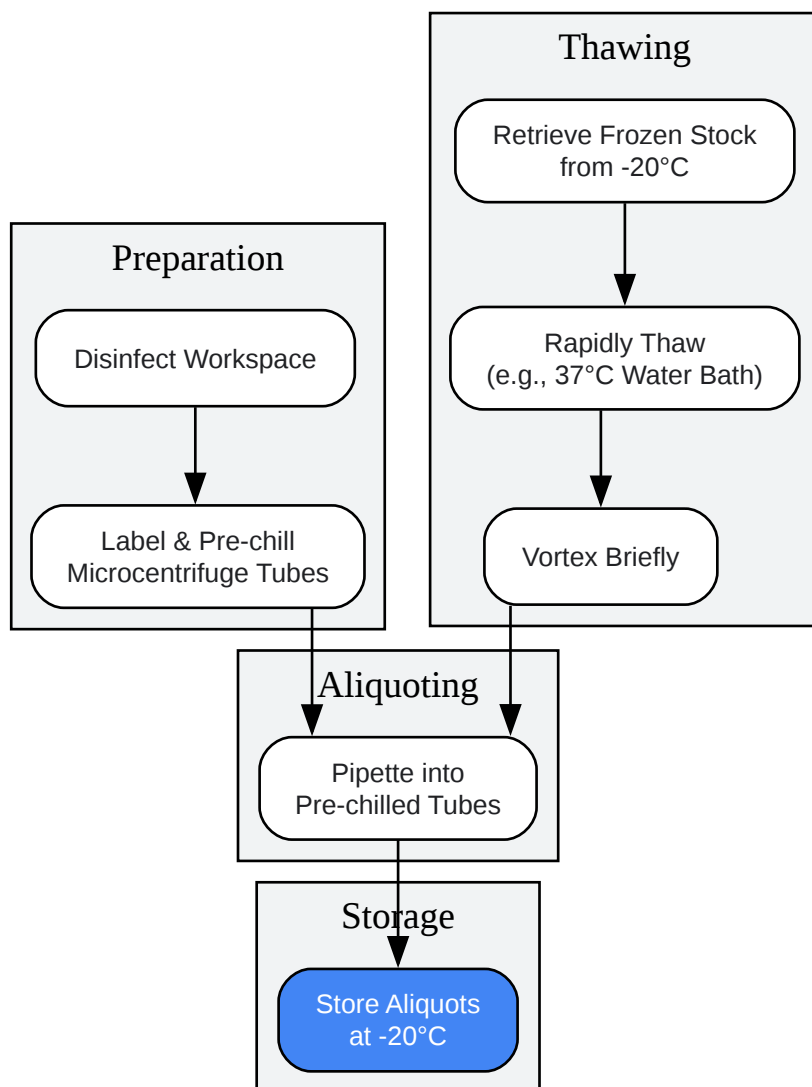 Thawing
Retrieve Frozen Stock
from -20°C
Rapidly Thaw
(e.g., 37°C Water Bath)
Vortex Briefly
Preparation
Disinfect Workspace
Label & Pre-chill
Microcentrifuge Tubes
Aliquoting
Pipette into
Pre-chilled Tubes
Storage
Store Aliquots
at -20°C